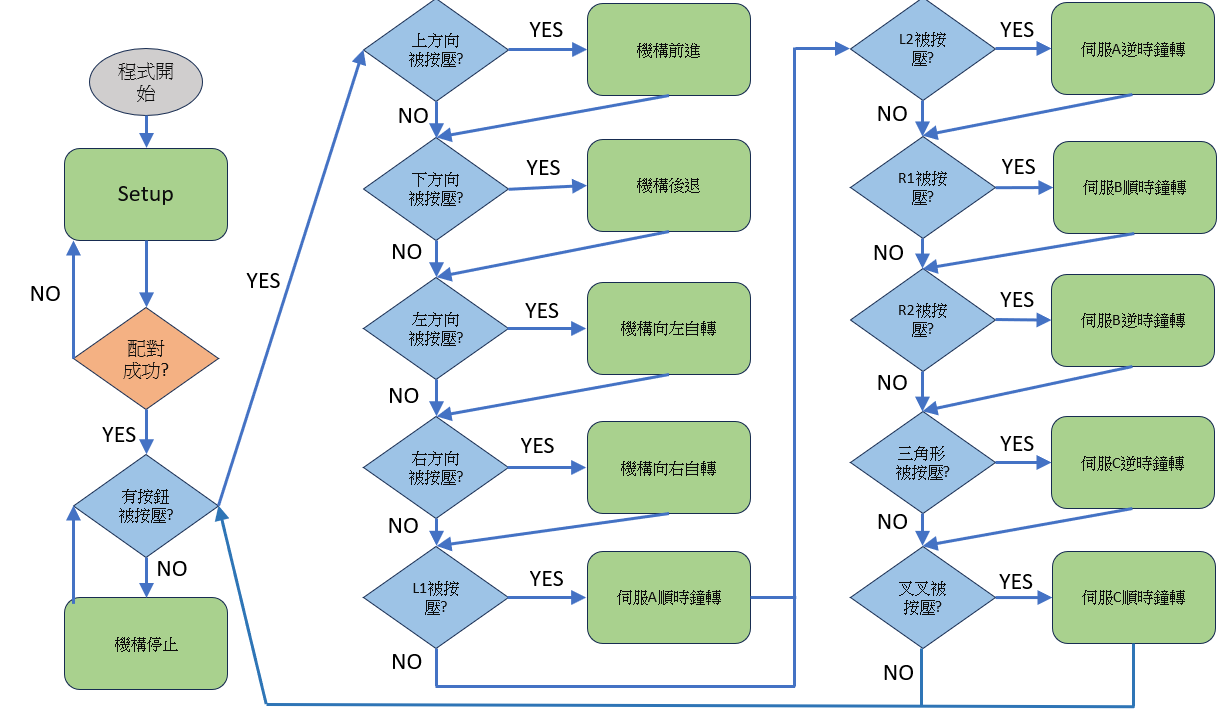 程式開
始
Setup
NO
配對
成功?
YES
有按鈕
被按壓?
NO
機構停止
YES
上方向
被按壓?
YES
機構前進
NO
下方向
被按壓?
YES
機構後退
NO
左方向
被按壓?
YES
機構向左自轉
NO
右方向
被按壓?
YES
機構向右自轉
NO
L1被按
壓?
YES
伺服A順時鐘轉
NO
L2被按
壓?
YES
伺服A逆時鐘轉
NO
R1被按
壓?
YES
伺服B順時鐘轉
NO
R2被按
壓?
YES
伺服B逆時鐘轉
NO
三角形
被按壓?
YES
伺服C逆時鐘轉
NO
叉叉被
按壓?
YES
伺服C順時鐘轉
NO